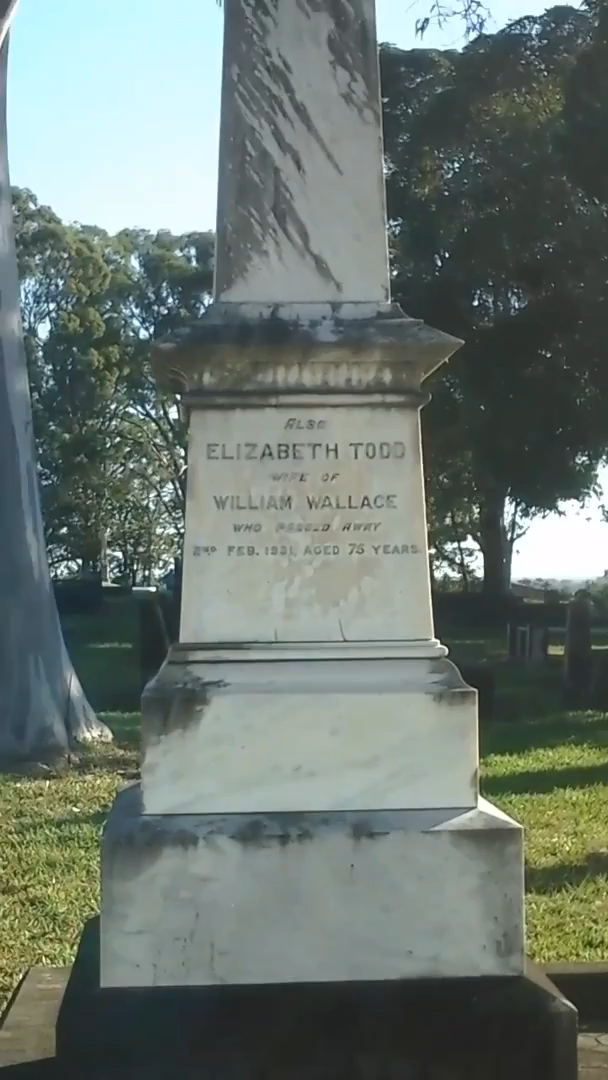 ALSO
ELIZABETH TODD
WIFE OF
WILLIAM WALLACE
WHO PASSED AWAY
2ND FEB. 1931, AGED 75 YEARS.